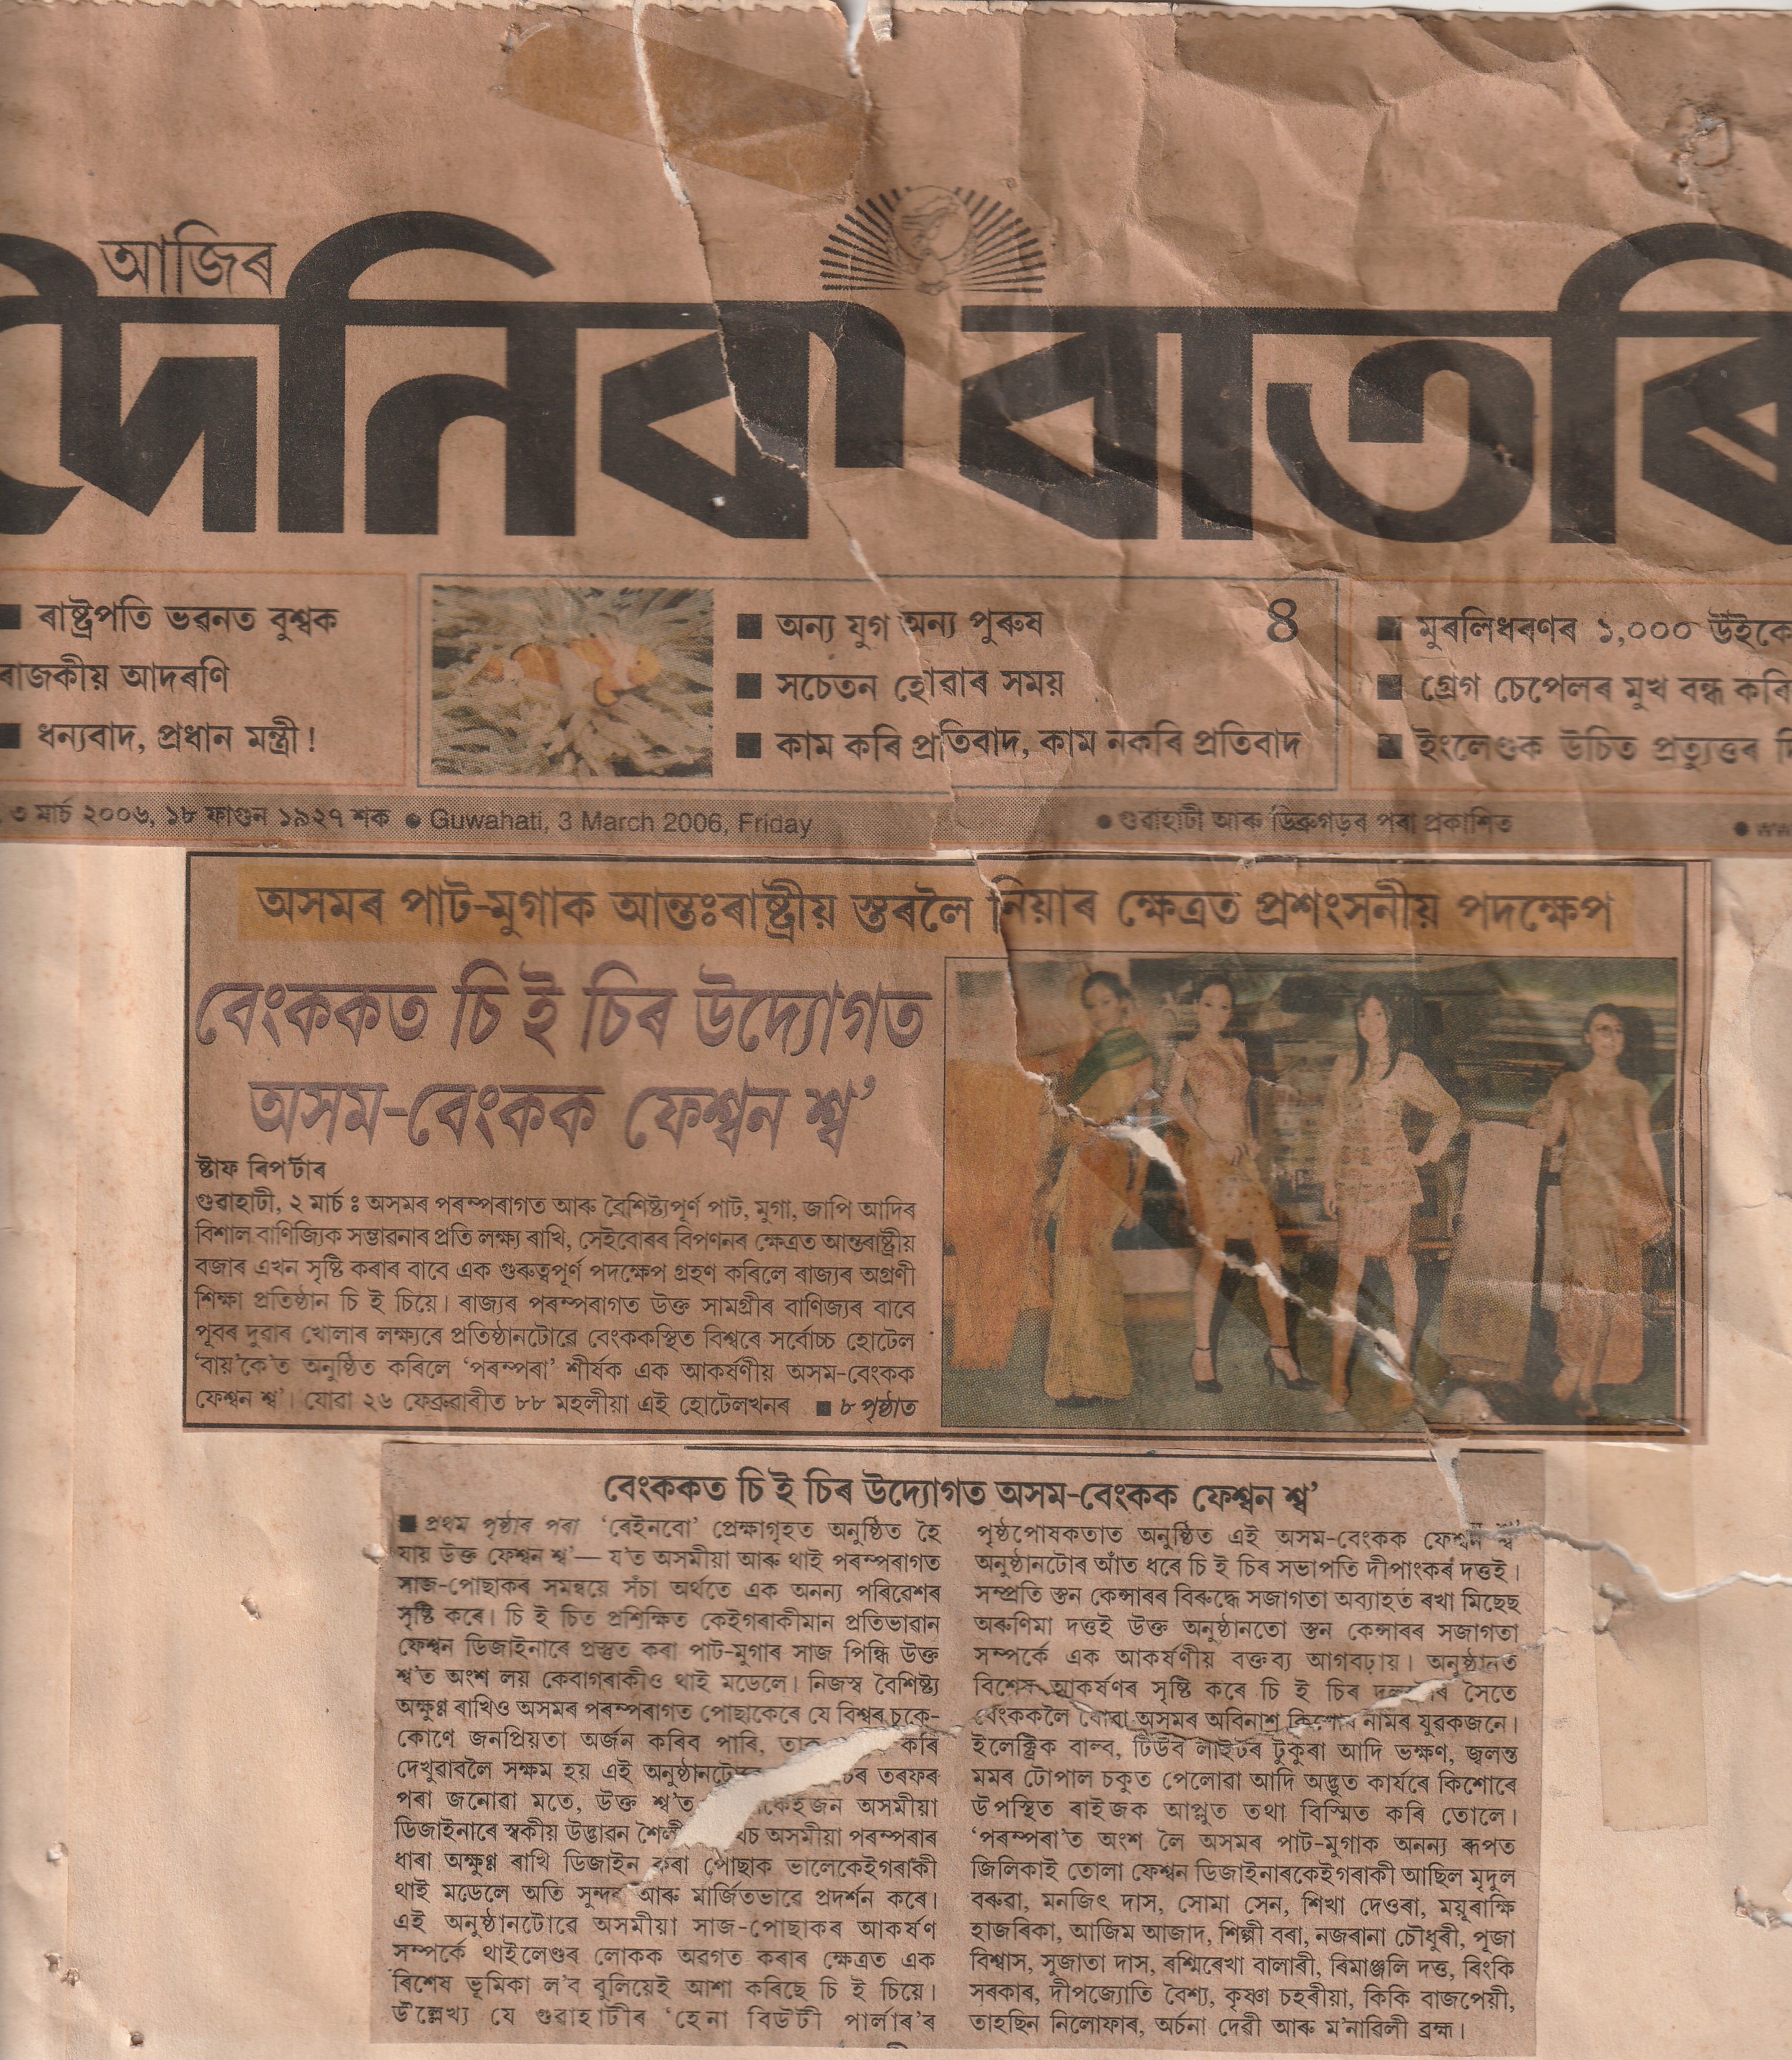 আজিৰ
দৈনিক বাতৰি
■ ৰাষ্ট্ৰপতি ভৱনত বুশ্বক
ৰাজকীয় আদৰণি
■ ধন্যবাদ, প্ৰধান মন্ত্ৰী!
■ অন্য যুগ অন্য পুৰুষ ৪
■ সচেতন হোৱাৰ সময়
■ কাম কৰি প্ৰতিবাদ, কাম নকৰি প্ৰতিবাদ
■ মুৰলিধৰণৰ ১,০০০ উইকে
■ গ্ৰেগ চেপেলৰ মুখ বন্ধ কৰি
■ ইংলেণ্ডক উচিত প্ৰত্যুত্তৰ
৩ মাৰ্চ ২০০৬, ১৮ ফাগুন ১৯২৭ শক ● Guwahati, 3 March 2006, Friday ● গুৱাহাটী আৰু ডিব্ৰুগড়ৰ পৰা প্ৰকাশিত ●
অসমৰ পাট-মুগাক আন্তঃৰাষ্ট্ৰীয় স্তৰলৈ নিয়াৰ ক্ষেত্ৰত প্ৰশংসনীয় পদক্ষেপ
বেংককত চি ই চিৰ উদ্যোগত
অসম-বেংকক ফেশ্বন শ্ব'
ষ্টাফ ৰিপৰ্টাৰ
গুৱাহাটী, ২ মাৰ্চ ঃ অসমৰ পৰম্পৰাগত আৰু বৈশিষ্ট্যপূৰ্ণ পাট, মুগা, জাপি আদিৰ
বিশাল বাণিজ্যিক সম্ভাৱনাৰ প্ৰতি লক্ষ্য ৰাখি, সেইবোৰৰ বিপণনৰ ক্ষেত্ৰত আন্তৰাষ্ট্ৰীয়
বজাৰ এখন সৃষ্টি কৰাৰ বাবে এক গুৰুত্বপূৰ্ণ পদক্ষেপ গ্ৰহণ কৰিলে ৰাজ্যৰ অগ্ৰণী
শিক্ষা প্ৰতিষ্ঠান চি ই চিয়ে। ৰাজ্যৰ পৰম্পৰাগত উক্ত সামগ্ৰীৰ বাণিজ্যৰ বাবে
পূবৰ দুৱাৰ খোলাৰ লক্ষ্যৰে প্ৰতিষ্ঠানটোৱে বেংককস্থিত বিশ্বৰে সৰ্বোচ্চ হোটেল
'বায়'কে'ত অনুষ্ঠিত কৰিলে 'পৰম্পৰা' শীৰ্ষক এক আকৰ্ষণীয় অসম-বেংকক
ফেশ্বন শ্ব'। যোৱা ২৬ ফেব্ৰুৱাৰীত ৮৮ মহলীয়া এই হোটেলখনৰ ■ ৮ পৃষ্ঠাত
বেংককত চি ই চিৰ উদ্যোগত অসম-বেংকক ফেশ্বন শ্ব'
■ প্ৰথম পৃষ্ঠাৰ পৰা 'ৰেইনবো' প্ৰেক্ষাগৃহত অনুষ্ঠিত হৈ
যায় উক্ত ফেশ্বন শ্ব'— য'ত অসমীয়া আৰু থাই পৰম্পৰাগত
সাজ-পোছাকৰ সমন্বয়ে সঁচা অৰ্থতে এক অনন্য পৰিৱেশৰ
সৃষ্টি কৰে। চি ই চিত প্ৰশিক্ষিত কেইগৰাকীমান প্ৰতিভাৱান
ফেশ্বন ডিজাইনাৰে প্ৰস্তুত কৰা পাট-মুগাৰ সাজ পিন্ধি উক্ত
শ্ব'ত অংশ লয় কেবাগৰাকীও থাই মডেলে। নিজস্ব বৈশিষ্ট্য
অক্ষুণ্ণ ৰাখিও অসমৰ পৰম্পৰাগত পোছাকেৰে যে বিশ্বৰ চুকে-
কোণে জনপ্ৰিয়তা অৰ্জন কৰিব পাৰি, কৰি
দেখুৱাবলৈ সক্ষম হয় এই তৰফৰ
পৰা জনোৱা মতে, উক্ত শ্ব'ত অসমীয়া
ডিজাইনাৰে স্বকীয় উদ্ভাৱন অসমীয়া পৰম্পৰাৰ
ধাৰা অক্ষুণ্ণ ৰাখি ডিজাইন কৰা পোছাক ভালেকেইগৰাকী
থাই মডেলে অতি সুন্দৰ আৰু মাৰ্জিতভাৱে প্ৰদৰ্শন কৰে।
এই অনুষ্ঠানটোৱে অসমীয়া সাজ-পোছাকৰ আকৰ্ষণ
সম্পৰ্কে থাইলেণ্ডৰ লোকক অৱগত কৰাৰ ক্ষেত্ৰত এক
ৰিশেষ ভূমিকা ল'ব বুলিয়েই আশা কৰিছে চি ই চিয়ে।
উল্লেখ্য যে গুৱাহাটীৰ 'হেনা বিউটী পাৰ্লাৰ'ৰ
পৃষ্ঠপোষকতাত অনুষ্ঠিত এই অসম-বেংকক ফেশ্বন শ্ব'
অনুষ্ঠানটোৰ আঁত ধৰে চি ই চিৰ সভাপতি দীপাংকৰ দত্তই।
সম্প্ৰতি স্তন কেন্সাৰৰ বিৰুদ্ধে সজাগতা অব্যাহত ৰখা মিছেছ
অৰুণিমা দত্তই উক্ত অনুষ্ঠানতো স্তন কেন্সাৰৰ সজাগতা
সম্পৰ্কে এক আকৰ্ষণীয় বক্তব্য আগবঢ়ায়। অনুষ্ঠানত
বিশেষ আকৰ্ষণৰ সৃষ্টি কৰে চি ই চিৰ সৈতে
বেংককলৈ যোৱা অসমৰ অবিনাশ কিশোৰ নামৰ যুৱকজনে।
ইলেক্ট্ৰিক বাল্ব, টিউব লাইটৰ টুকুৰা আদি ভক্ষণ, জ্বলন্ত
মমৰ টোপাল চকুত পেলোৱা আদি অদ্ভুত কাৰ্যৰে কিশোৰে
উপস্থিত ৰাইজক আপ্লুত তথা বিস্মিত কৰি তোলে।
'পৰম্পৰা'ত অংশ লৈ অসমৰ পাট-মুগাক অনন্য ৰূপত
জিলিকাই তোলা ফেশ্বন ডিজাইনাৰকেইগৰাকী আছিল মৃদুল
বৰুৱা, মনজিৎ দাস, সোমা সেন, শিখা দেওৰা, ময়ূৰাক্ষি
হাজৰিকা, আজিম আজাদ, শিল্পী বৰা, নজৰানা চৌধুৰী, পূজা
বিশ্বাস, সুজাতা দাস, ৰশ্মিৰেখা বালাৰী, ৰিমাঞ্জলি দত্ত, ৰিংকি
সৰকাৰ, দীপজ্যোতি বৈশ্য, কৃষ্ণা চহৰীয়া, কিকি বাজপেয়ী,
তাহছিন নিলোফাৰ, অৰ্চনা দেৱী আৰু ম'নাৱিলী ব্ৰহ্ম।